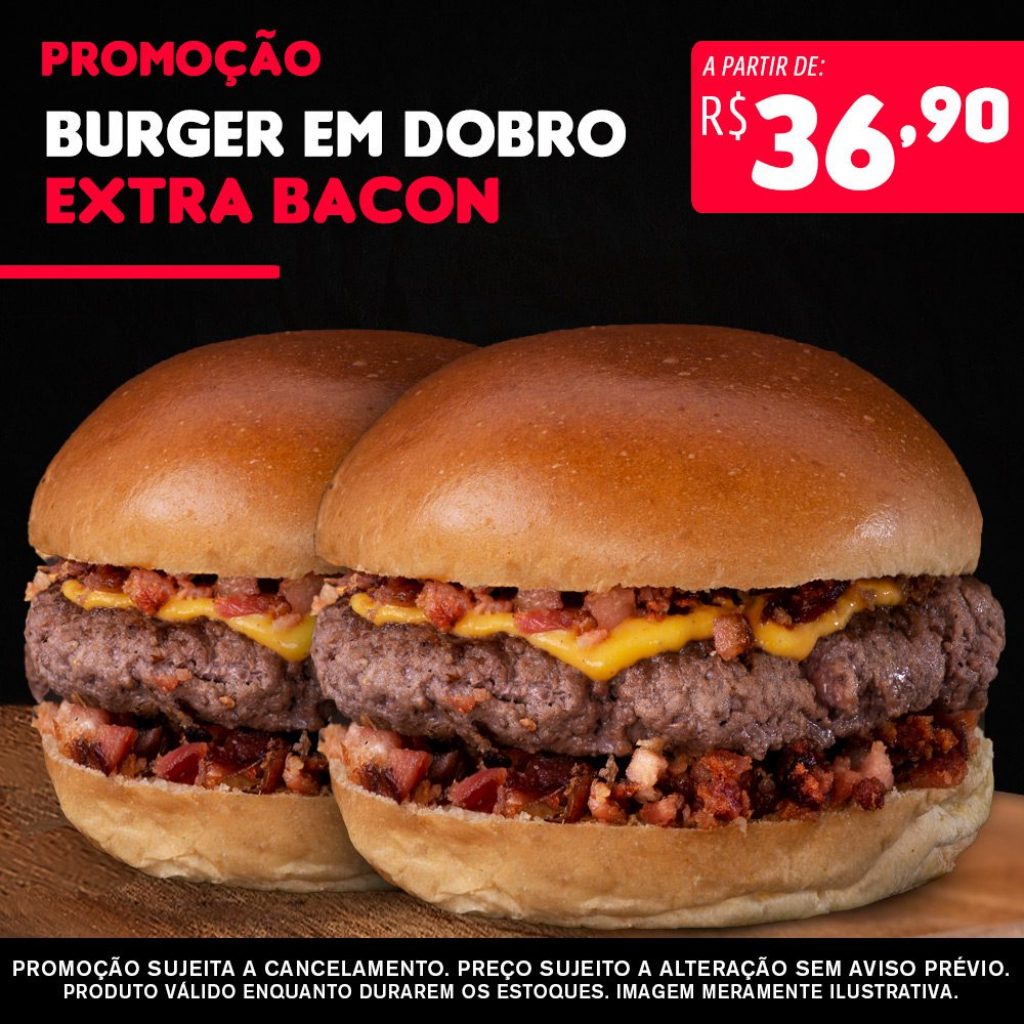 PROMOÇÃO
BURGER EM DOBRO
EXTRA BACON
A PARTIR DE:
R$36,90
PROMOÇÃO SUJEITA A CANCELAMENTO. PREÇO SUJEITO A ALTERAÇÃO SEM AVISO PRÉVIO.
PRODUTO VÁLIDO ENQUANTO DURAREM OS ESTOQUES. IMAGEM MERAMENTE ILUSTRATIVA.